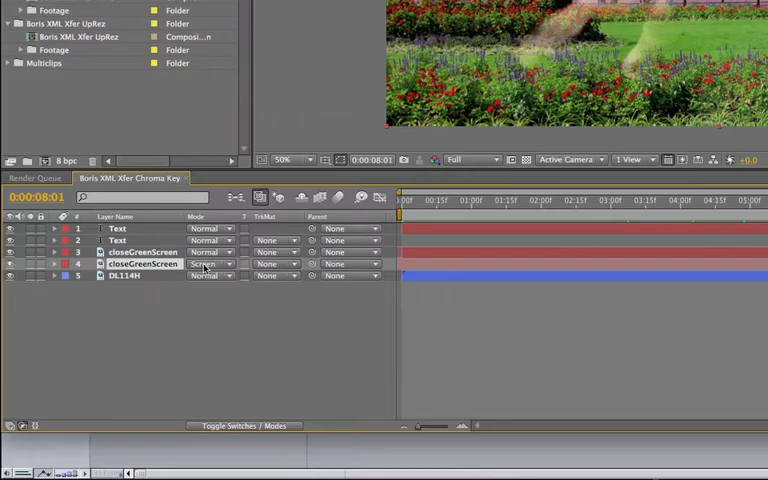 Footage Folder
Boris XML Xfer UpRez Folder
Boris XML Xfer UpRez Composi...n
Footage Folder
Multiclips Folder
8 bpc
50% 0:00:08:01 Full Active Camera 1 View +0.0
Render Queue Boris XML Xfer Chroma Key
0:00:08:01
# Layer Name Mode T TrkMat Parent
:00f 00:15f 01:00f 01:15f 02:00f 02:15f 03:00f 03:15f 04:00f 04:15f 05:00f
1 T Text Normal None
2 T Text Normal None None
3 closeGreenScreen Normal None None
4 closeGreenScreen Screen None None
5 DL114H Normal None None
Toggle Switches / Modes